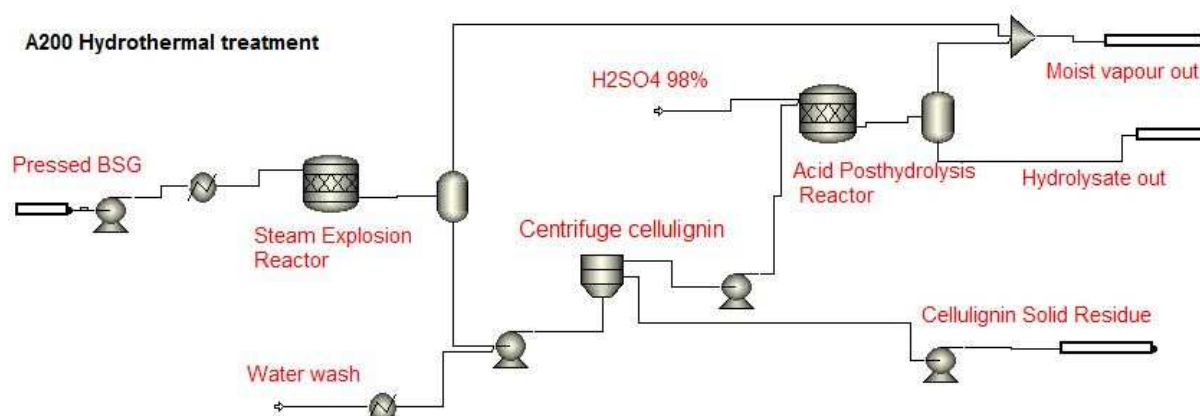 A200 Hydrothermal treatment
H2SO4 98%
Moist vapour out
Pressed BSG
Acid Posthydrolysis
Reactor
Hydrolysate out
Steam Explosion
Reactor
Centrifuge cellulignin
Cellulignin Solid Residue
Water wash